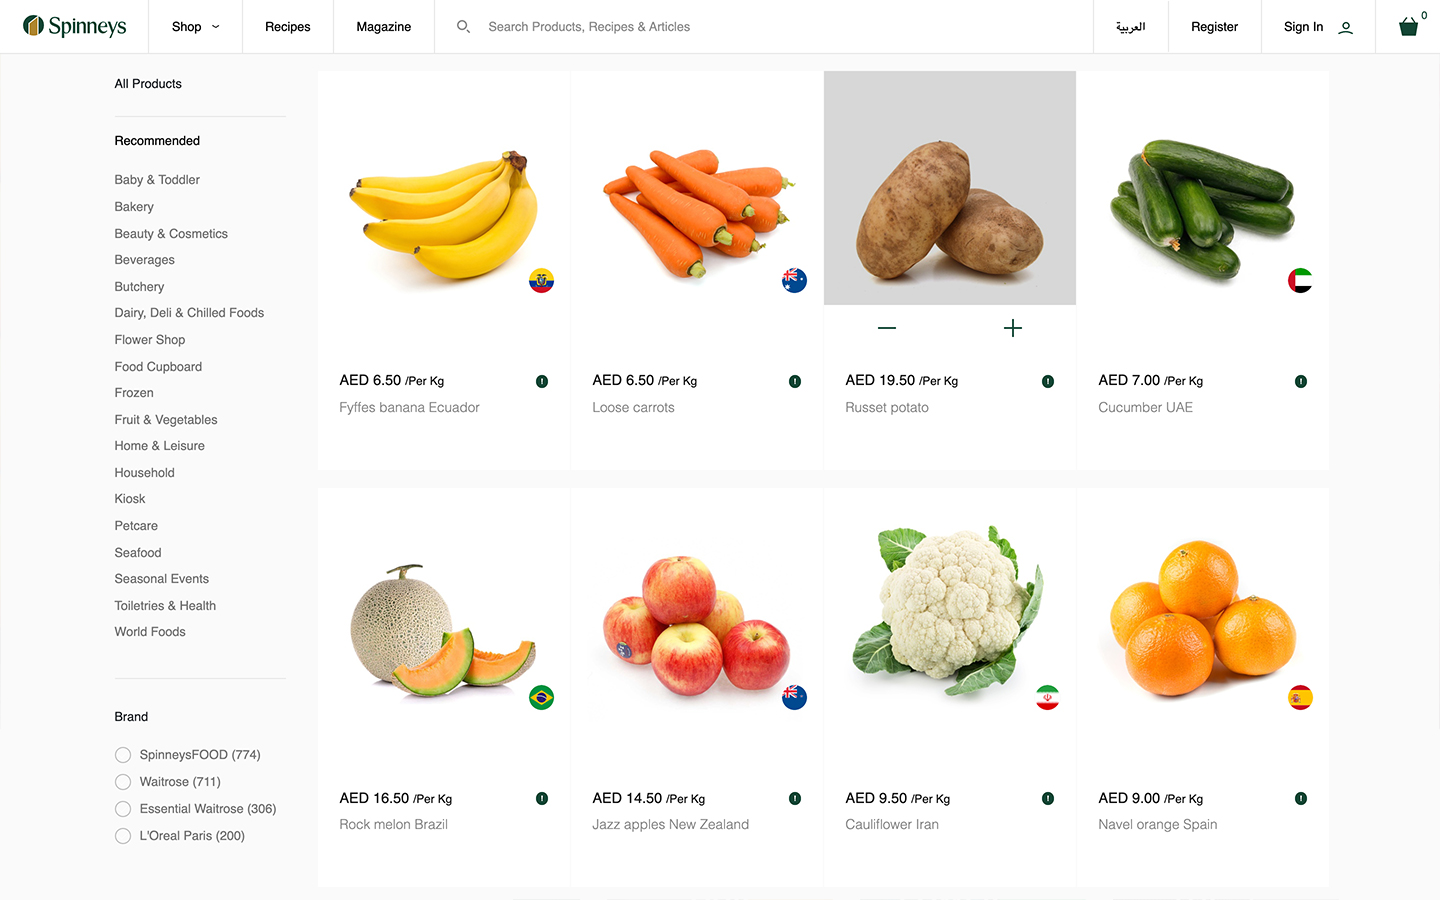 Spinneys
Shop
Recipes
Magazine
Search Products, Recipes & Articles
العربية
Register
Sign In
0
All Products
Recommended
Baby & Toddler
Bakery
Beauty & Cosmetics
Beverages
Butchery
Dairy, Deli & Chilled Foods
Flower Shop
Food Cupboard
Frozen
Fruit & Vegetables
Home & Leisure
Household
Kiosk
Petcare
Seafood
Seasonal Events
Toiletries & Health
World Foods
Brand
SpinneysFOOD (774)
Waitrose (711)
Essential Waitrose (306)
L'Oreal Paris (200)
AED 6.50 /Per Kg
Fyffes banana Ecuador
AED 6.50 /Per Kg
Loose carrots
AED 19.50 /Per Kg
Russet potato
AED 7.00 /Per Kg
Cucumber UAE
AED 16.50 /Per Kg
Rock melon Brazil
AED 14.50 /Per Kg
Jazz apples New Zealand
AED 9.50 /Per Kg
Cauliflower Iran
AED 9.00 /Per Kg
Navel orange Spain